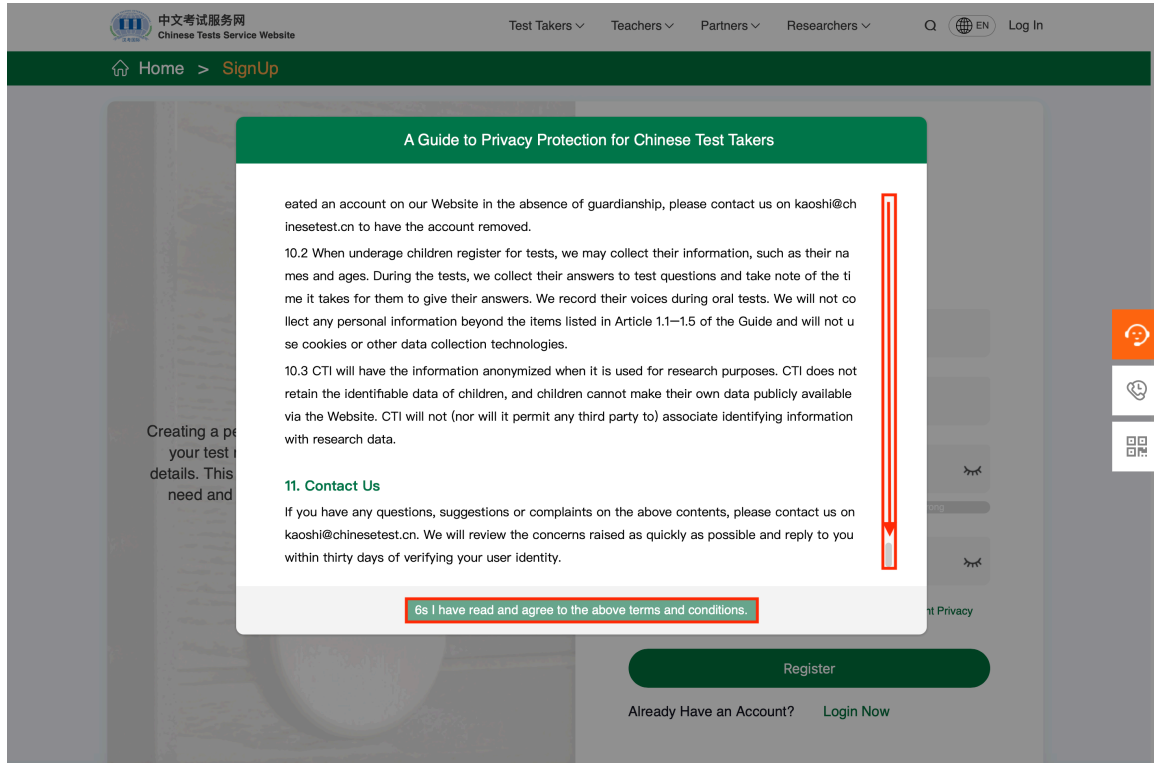 中文考试服务网
Chinese Tests Service Website
Test Takers
Teachers
Partners
Researchers
EN
Log In
Home > SignUp
A Guide to Privacy Protection for Chinese Test Takers
eated an account on our Website in the absence of guardianship, please contact us on kaoshi@ch
inesetest.cn to have the account removed.
10.2 When underage children register for tests, we may collect their information, such as their na
mes and ages. During the tests, we collect their answers to test questions and take note of the ti
me it takes for them to give their answers. We record their voices during oral tests. We will not co
llect any personal information beyond the items listed in Article 1.1—1.5 of the Guide and will not u
se cookies or other data collection technologies.
10.3 CTI will have the information anonymized when it is used for research purposes. CTI does not
retain the identifiable data of children, and children cannot make their own data publicly available
via the Website. CTI will not (nor will it permit any third party to) associate identifying information
with research data.
11. Contact Us
If you have any questions, suggestions or complaints on the above contents, please contact us on
kaoshi@chinesetest.cn. We will review the concerns raised as quickly as possible and reply to you
within thirty days of verifying your user identity.
6s I have read and agree to the above terms and conditions.
Creating a pe
your test
details. This
need and
nt Privacy
Register
Already Have an Account? Login Now